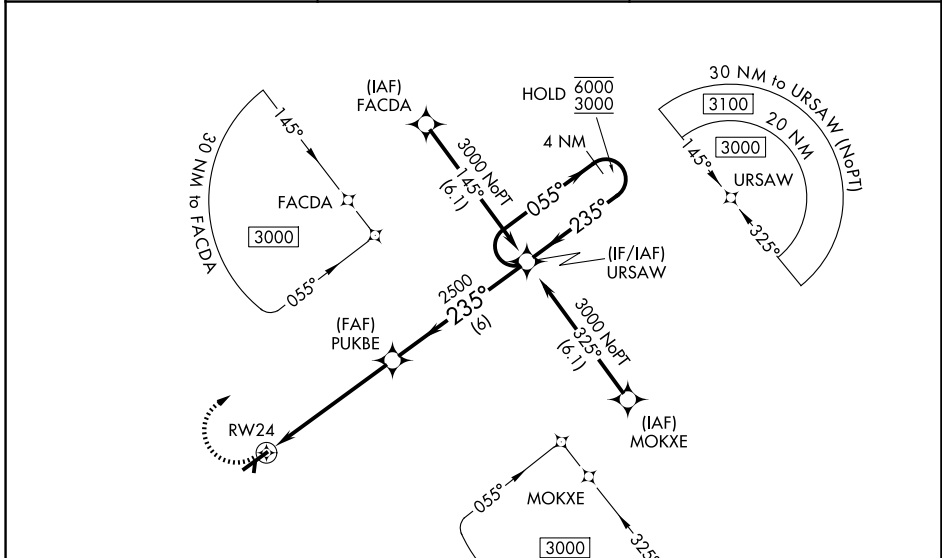 30 NM to FACDA
145°
FACDA
3000
055°
(IAF)
FACDA
3000 NoPT
145°
(6.1)
HOLD 6000
3000
4 NM
055°
235°
30 NM to URSAW (NoPT)
3100
20 NM
3000
145°
URSAW
325°
(IF/IAF)
URSAW
2500
235°
(6)
(FAF)
PUKBE
3000 NoPT
325°
(6.1)
(IAF)
MOKXE
RW24
055°
MOKXE
3000
325°